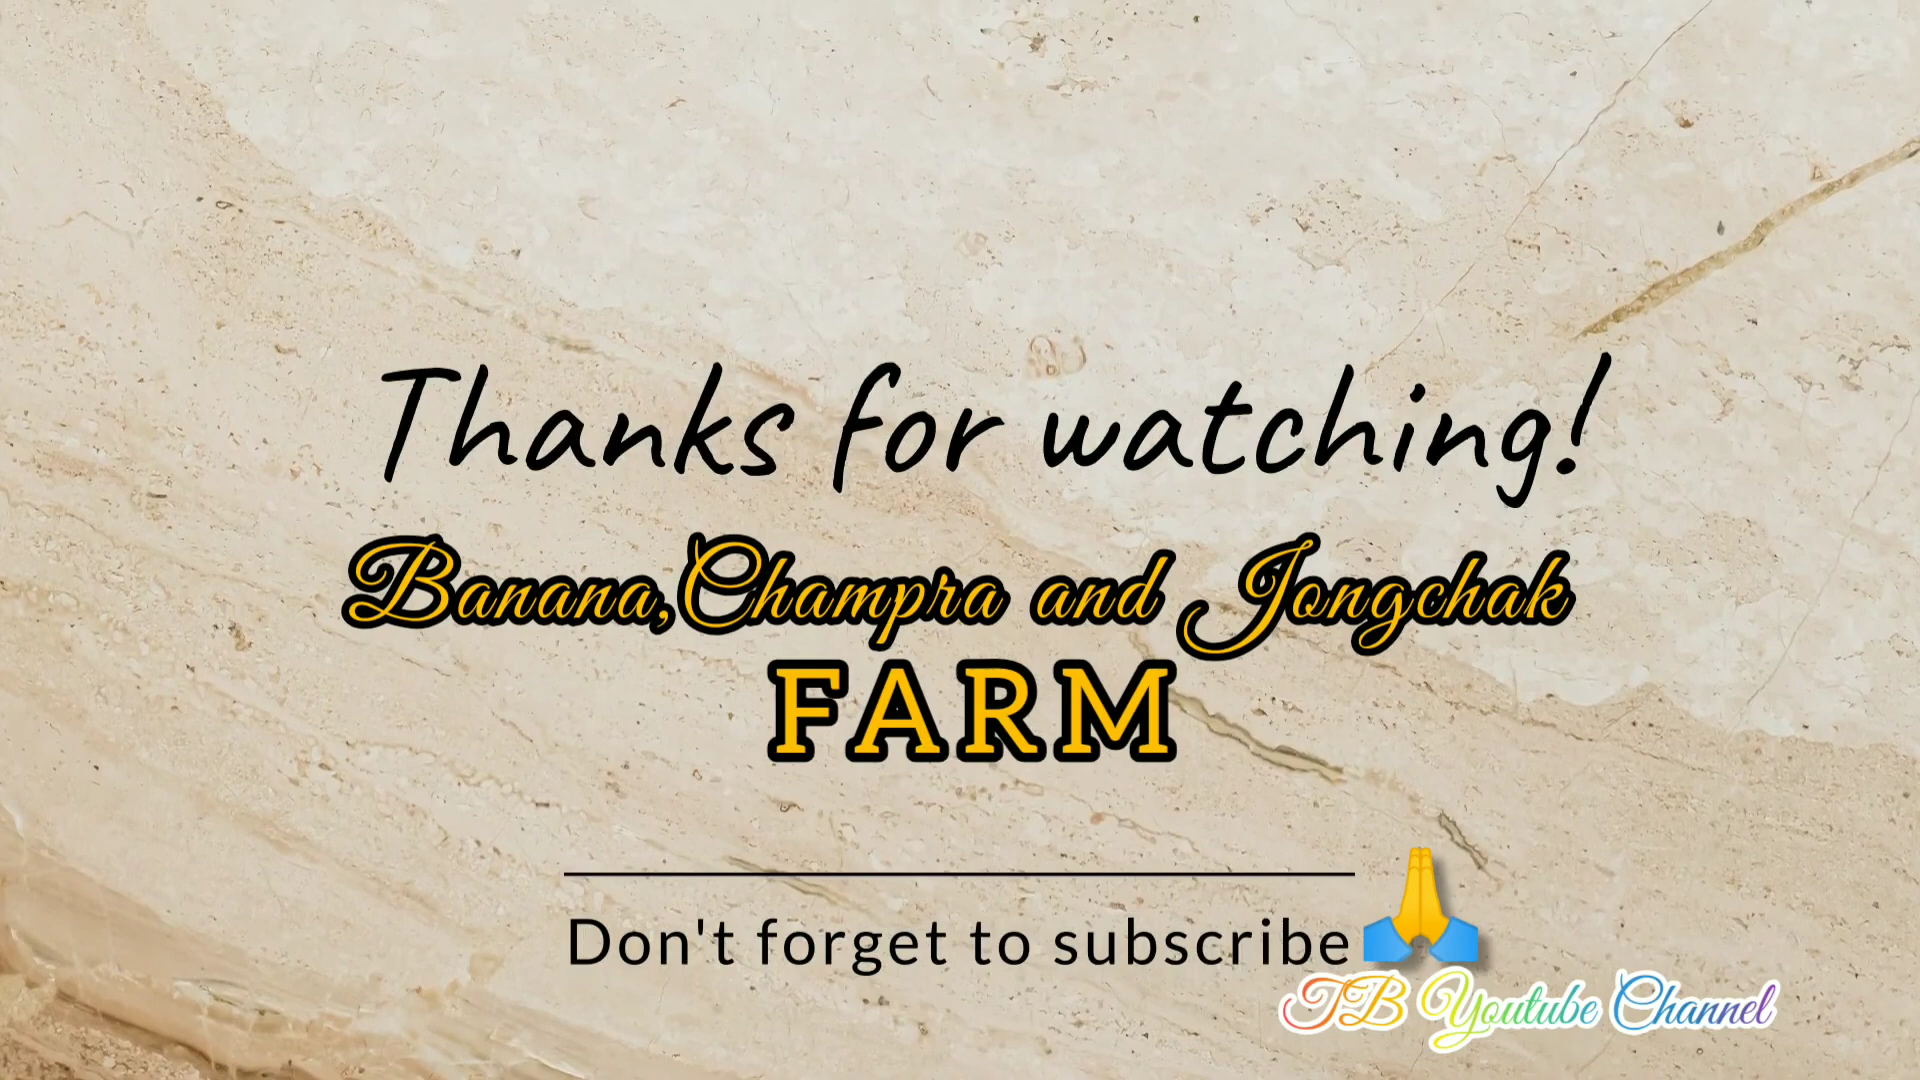 Thanks for watching!
Banana,Champra and Jongchak
FARM
Don't forget to subscribe🙏
TB Youtube Channel